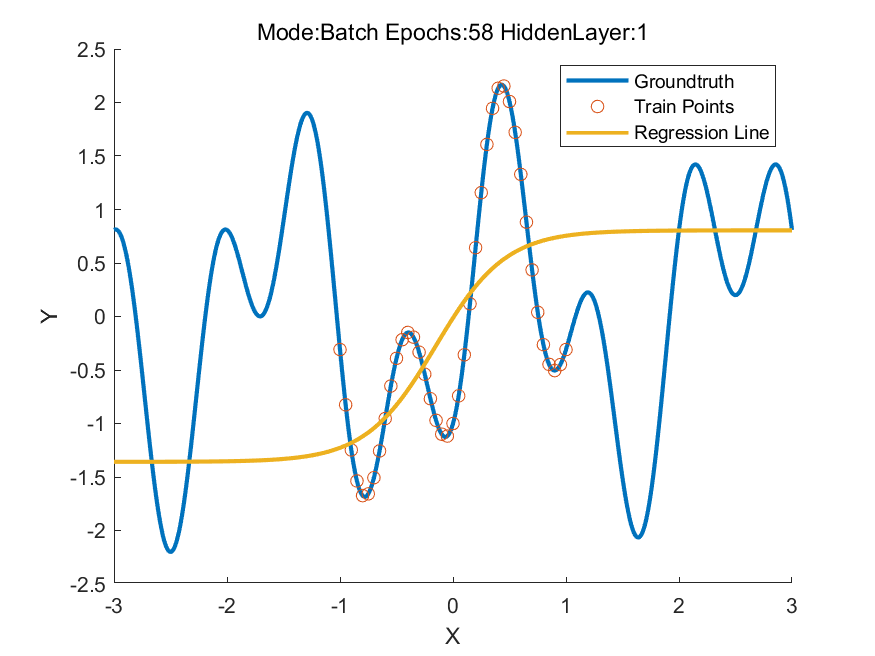 Mode:Batch Epochs:58 HiddenLayer:1
Groundtruth
Train Points
Regression Line
2.5
2
1.5
1
0.5
0
-0.5
-1
-1.5
-2
-2.5
Y
-3 -2 -1 0 1 2 3
X